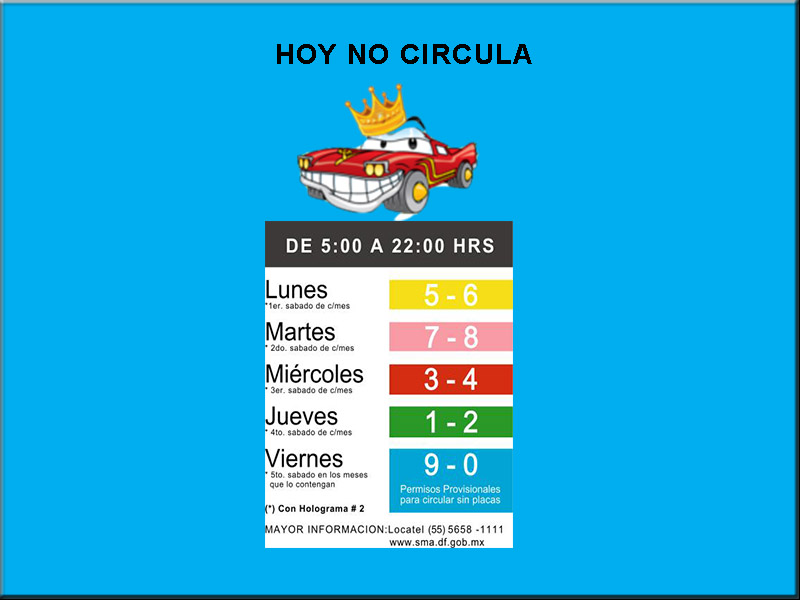 HOY NO CIRCULA
DE 5:00 A 22:00 HRS
Lunes 5 - 6
*1er. sabado de c/mes
Martes 7 - 8
* 2do. sabado de c/mes
Miércoles 3 - 4
* 3er. sabado de c/mes
Jueves 1 - 2
* 4to. sabado de c/mes
Viernes 9 - 0
* 5to. sabado en los meses
que lo contengan
Permisos Provisionales
para circular sin placas
(*) Con Holograma # 2
MAYOR INFORMACION:Locatel (55) 5658 -1111
www.sma.df.gob.mx